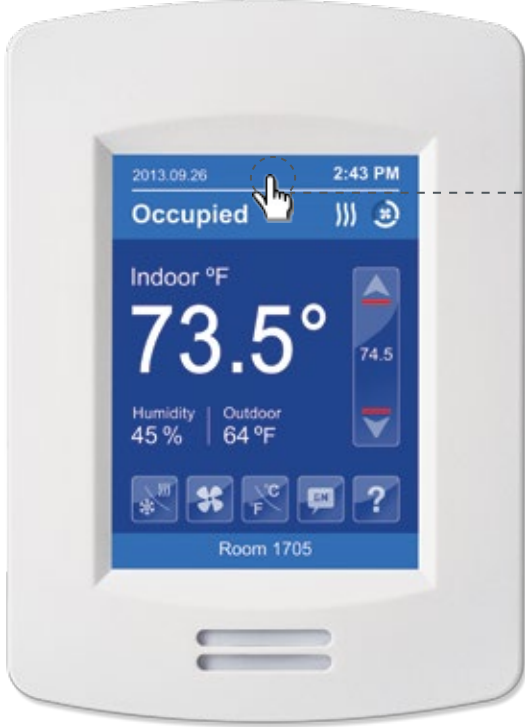 2013.09.26 2:43 PM
Occupied
Indoor ºF
73.5°
74.5
Humidity Outdoor
45 % 64 ºF
°C
F EN ?
Room 1705